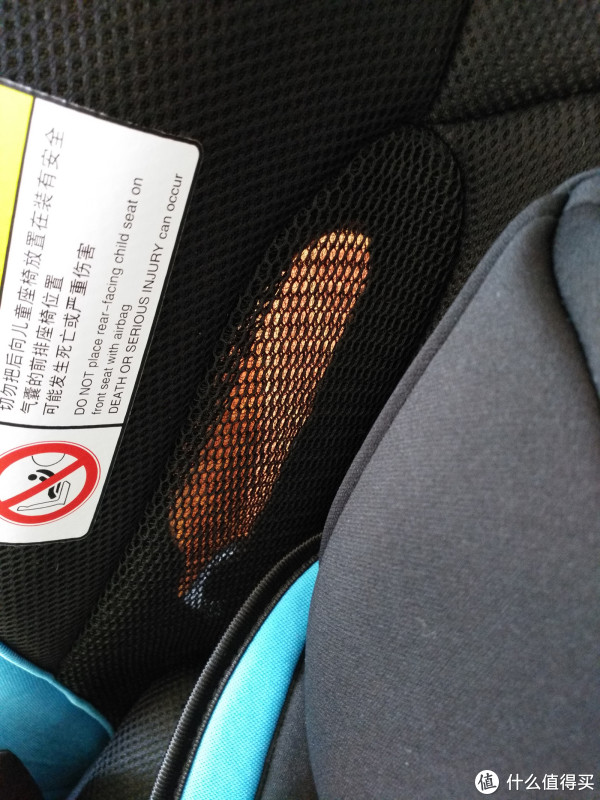 切勿把后向儿童座椅放置在装有安全
气囊的前排座椅位置
可能发生死亡或严重伤害
DO NOT place rear-facing child seat on
front seat with airbag
DEATH OR SERIOUS INJURY can occur
值 什么值得买